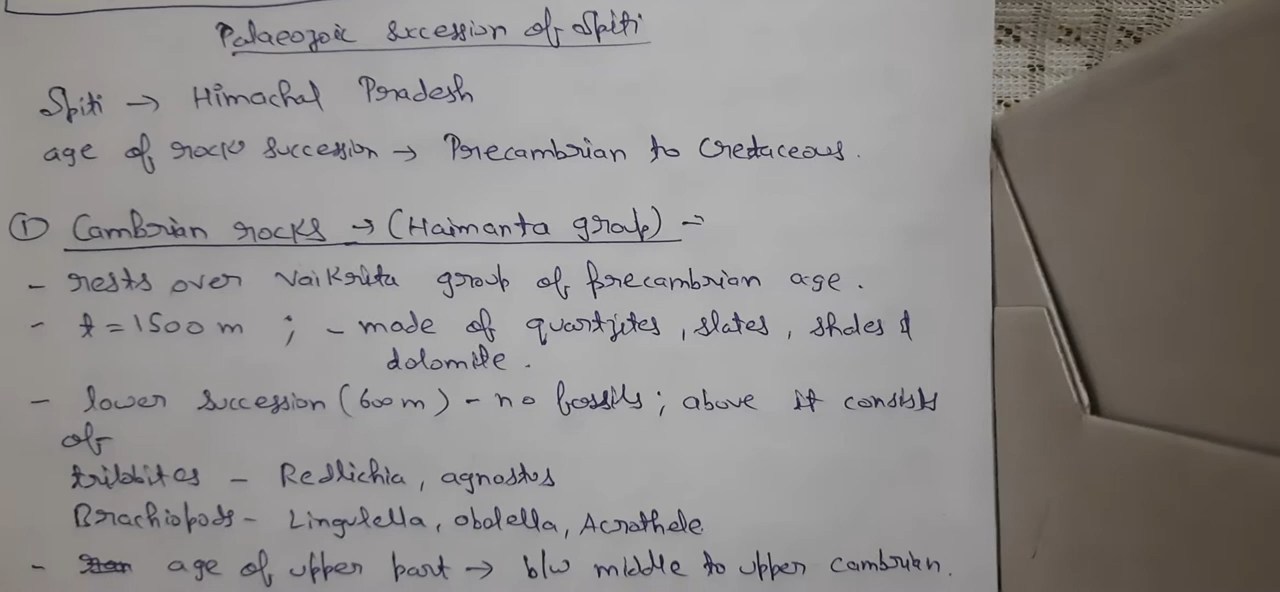 Palaeozoic Succession of Spiti
Spiti → Himachal Pradesh
age of rocks Succession → Precambrian to Cretaceous.
① Cambrian rocks → (Haimanta group) →
- rests over Vaikrita group of precambrian age.
- t = 1500 m ; - made of quartzites, slates, shales &
dolomite.
- lower Succession (600 m) - no fossils ; above it consists
of
trilobites - Redlichia, agnostus
Brachiopods - Lingulella, obolella, Acrothele
- age of upper part → b/w middle to upper cambrian.